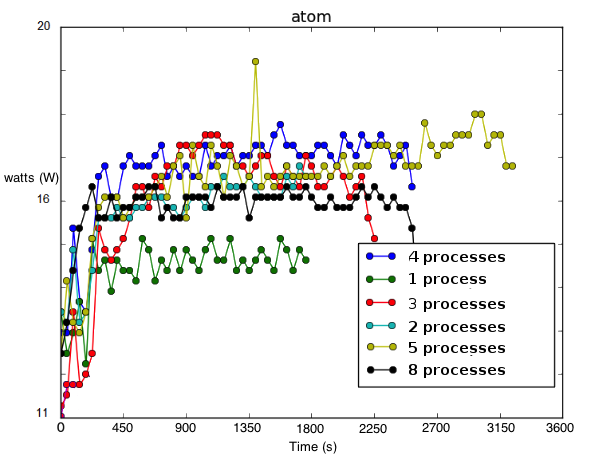 atom
20
watts (W)
16
4 processes
1 process
3 processes
2 processes
5 processes
8 processes
11
0 450 900 1350 1800 2250 2700 3150 3600
Time (s)